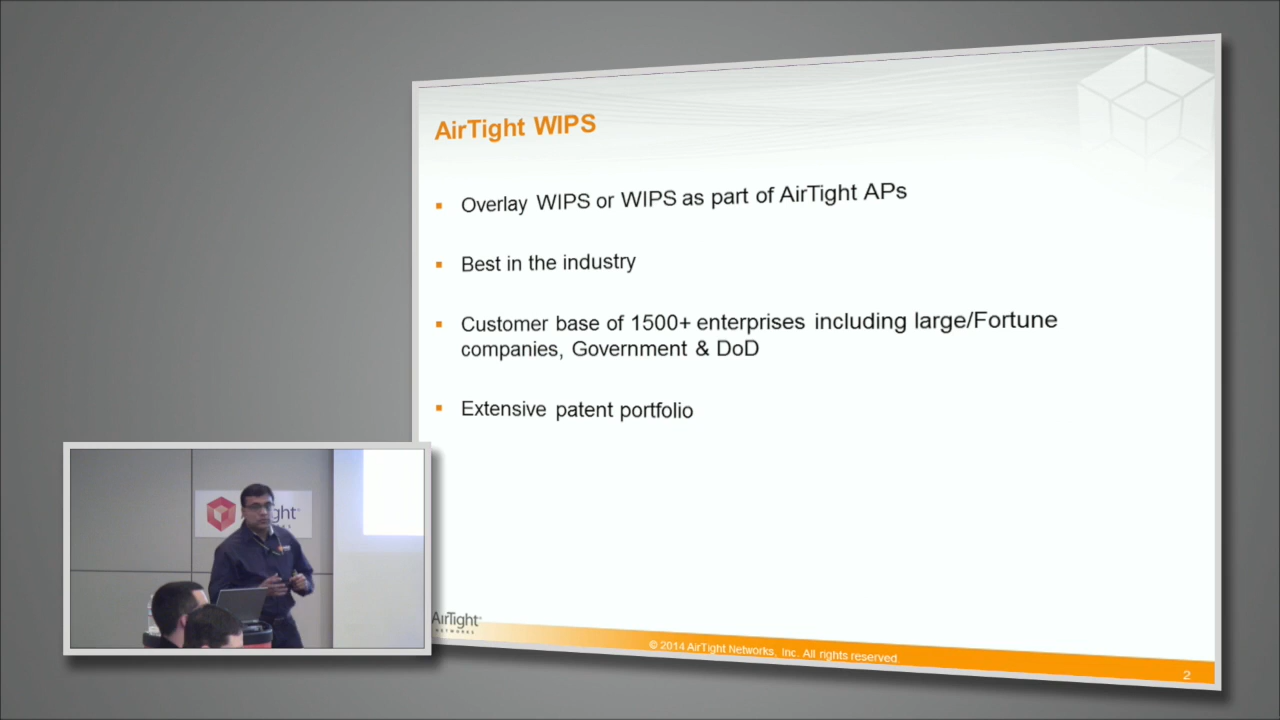 AirTight WIPS
Overlay WIPS or WIPS as part of AirTight APs
Best in the industry
Customer base of 1500+ enterprises including large/Fortune
companies, Government & DoD
Extensive patent portfolio
AirTight
NETWORKS
© 2014 AirTight Networks, Inc. All rights reserved.
2